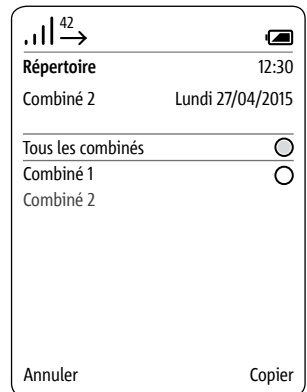 42
Répertoire 12:30
Combiné 2 Lundi 27/04/2015
Tous les combinés
Combiné 1
Combiné 2
Annuler Copier